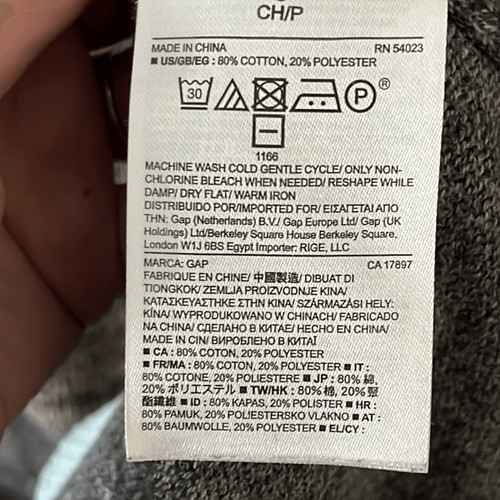 CH/P
MADE IN CHINA RN 54023
■ US/GB/EG : 80% COTTON, 20% POLYESTER
30 P ®
1166
MACHINE WASH COLD GENTLE CYCLE/ ONLY NON-
CHLORINE BLEACH WHEN NEEDED/ RESHAPE WHILE
DAMP/ DRY FLAT/ WARM IRON
DISTRIBUIDO POR/IMPORTED FOR/ ΕΙΣΑΓΕΤΑΙ ΑΠΟ
THN: Gap (Netherlands) B.V./ Gap Europe Ltd/ Gap (UK
Holdings) Ltd/Berkeley Square House Berkeley Square,
London W1J 6BS Egypt Importer: RIGE, LLC
MARCA: GAP CA 17897
FABRIQUE EN CHINE/ 中國製造/ DIBUAT DI
TIONGKOK/ ZEMLJA PROIZVODNJE KINA/
ΚΑΤΑΣΚΕΥΑΣΤΗΚΕ ΣΤΗΝ ΚΙΝΑ/ SZÁRMAZÁSI HELY:
KÍNA/ WYPRODUKOWANO W CHINACH/ FABRICADO
NA CHINA/ СДЕЛАНО В КИТАЕ/ HECHO EN CHINA/
MADE IN CIN/ ВИРОБЛЕНО В КИТАЇ
■ CA : 80% COTON, 20% POLYESTER
■ FR/MA : 80% COTON, 20% POLYESTER ■ IT :
80% COTONE, 20% POLIESTERE ■ JP : 80% 綿,
20% ポリエステル ■ TW/HK : 80% 棉, 20% 聚
酯纖維 ■ ID : 80% KAPAS, 20% POLISTER ■ HR :
80% PAMUK, 20% POLJESTERSKO VLAKNO ■ AT :
80% BAUMWOLLE, 20% POLYESTER ■ EL/CY :